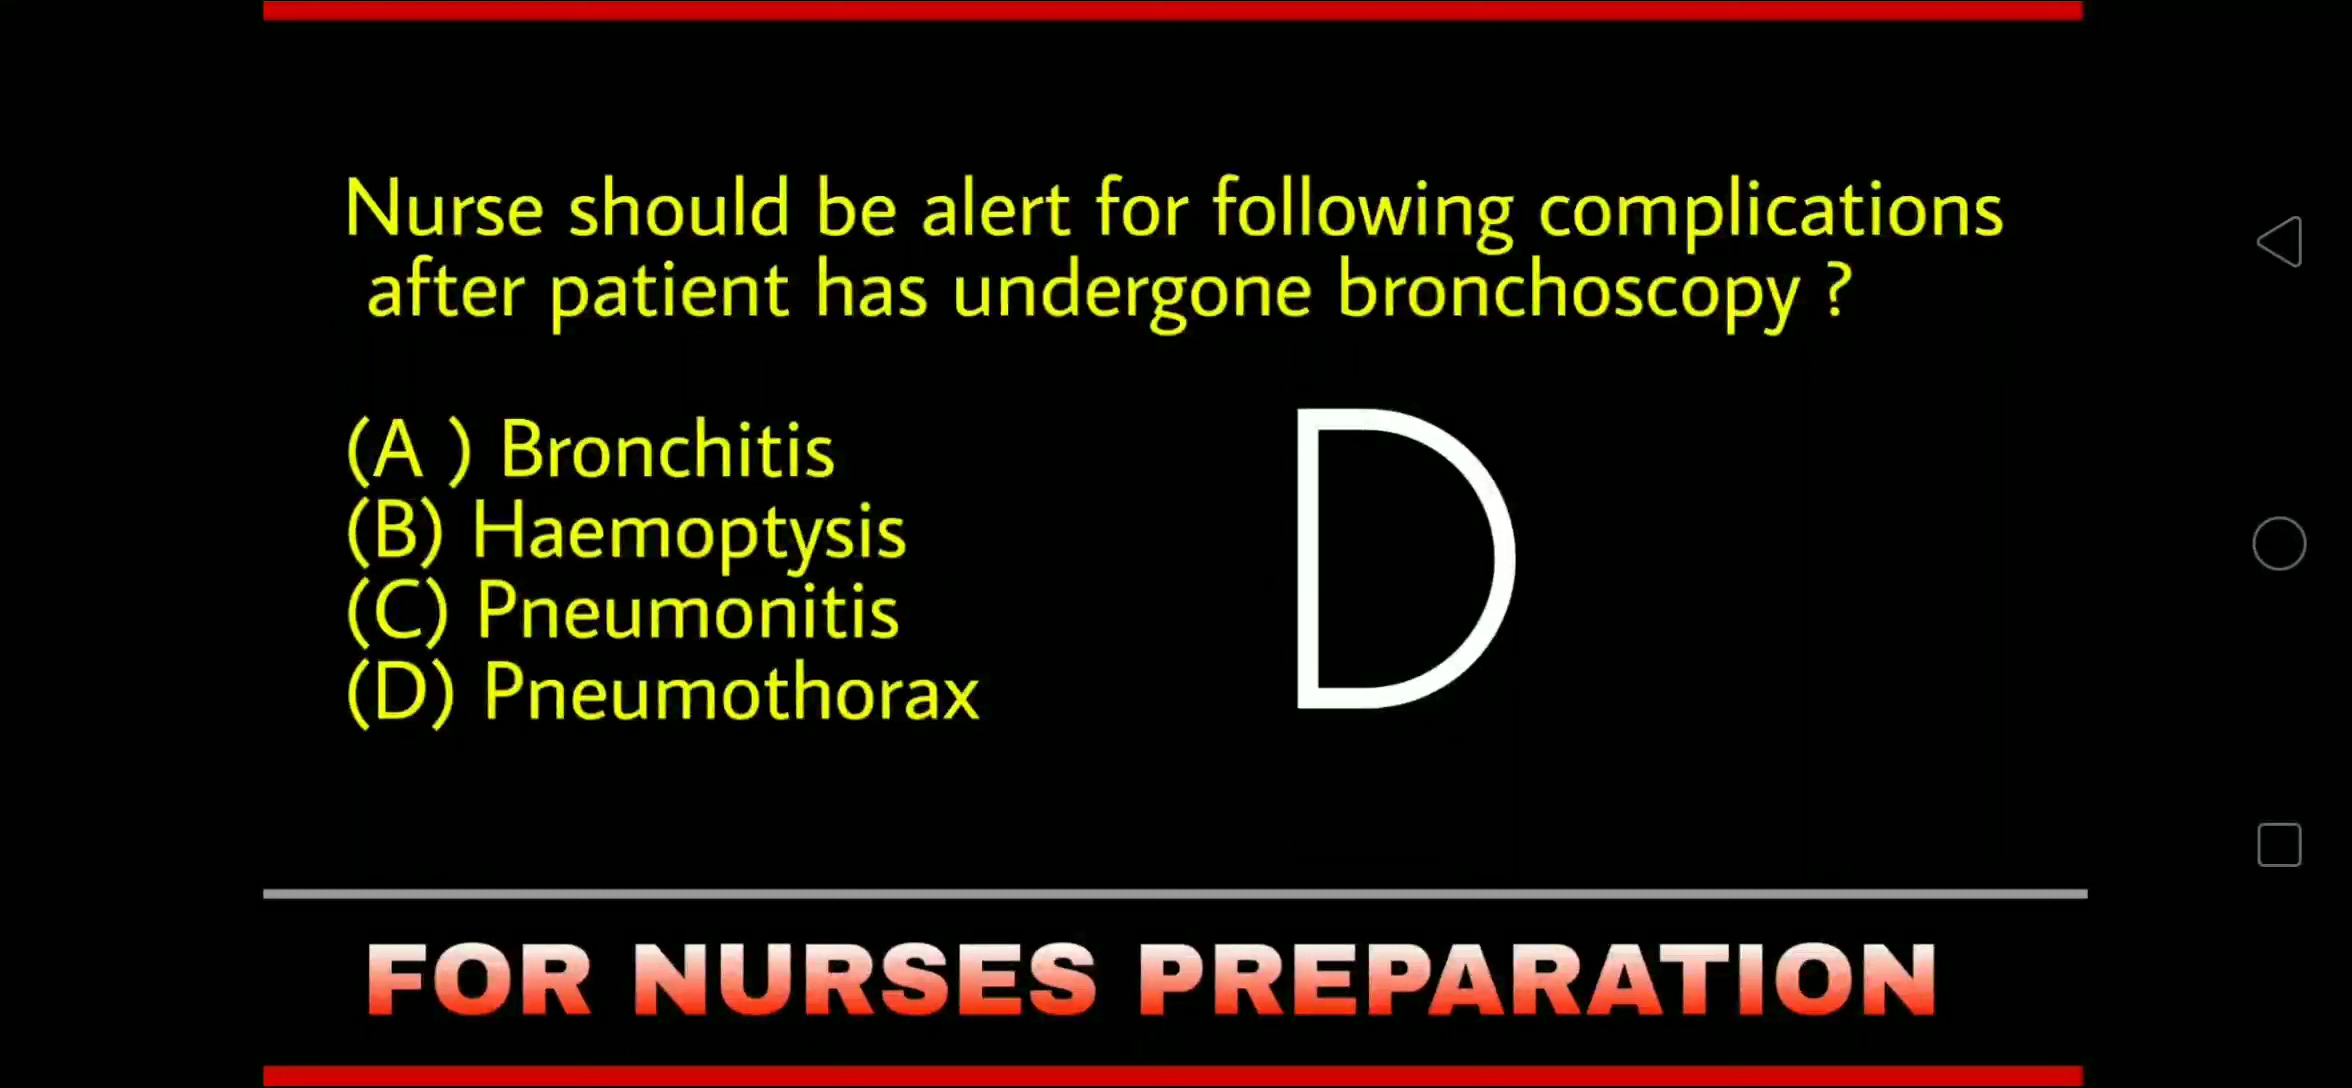 Nurse should be alert for following complications
after patient has undergone bronchoscopy ?
(A ) Bronchitis
(B) Haemoptysis
(C) Pneumonitis
(D) Pneumothorax
D
FOR NURSES PREPARATION